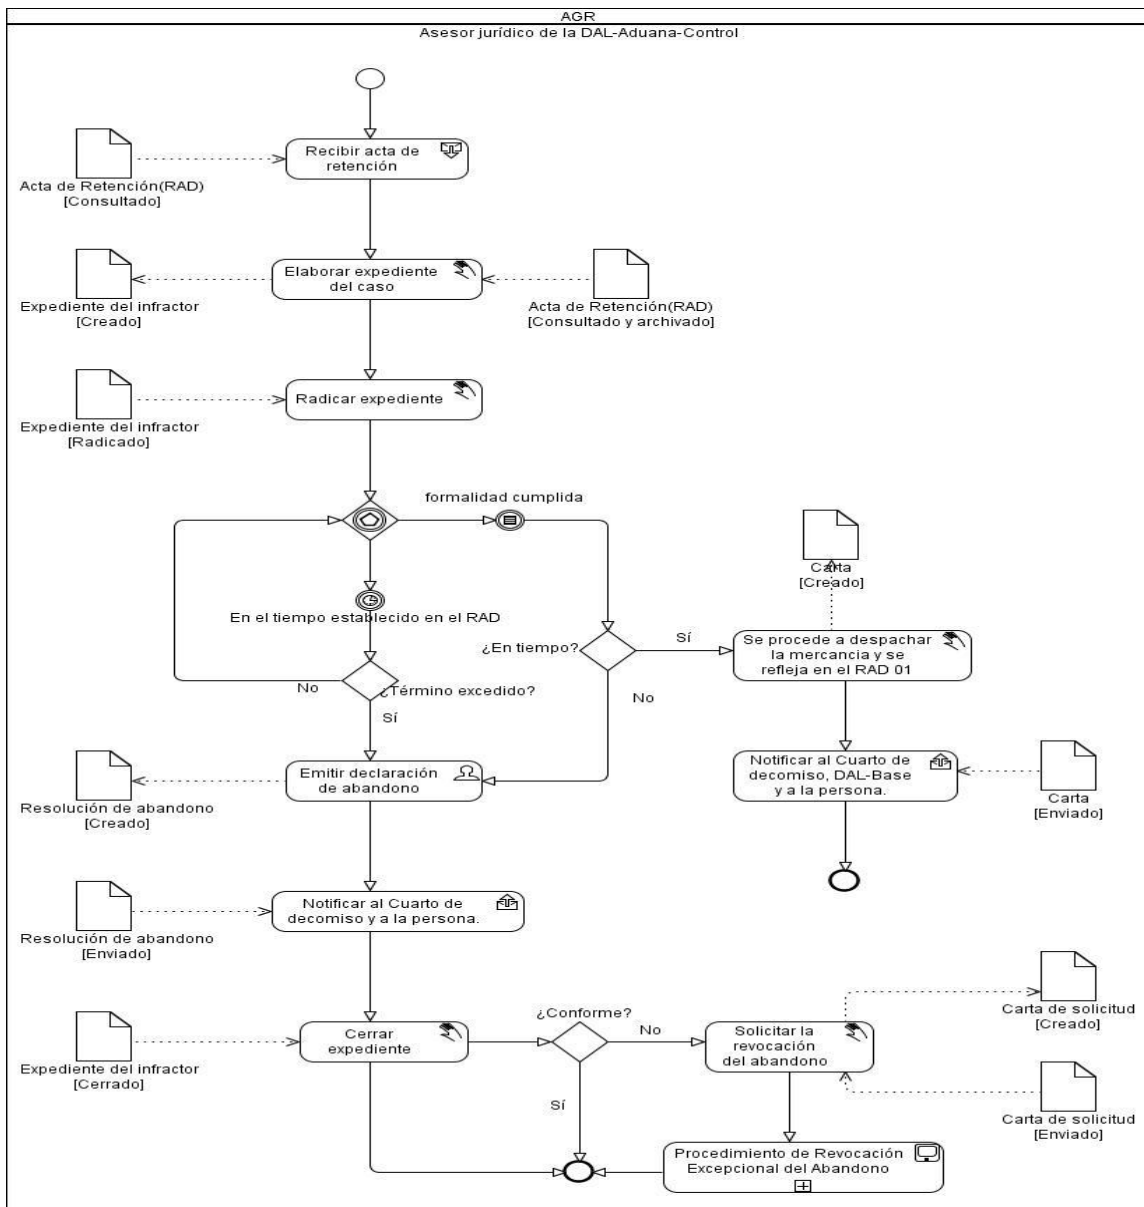 AGR
Asesor jurídico de la DAL-Aduana-Control
Recibir acta de
retención
Acta de Retención(RAD)
[Consultado]
Elaborar expediente
del caso
Expediente del infractor
[Creado]
Acta de Retención(RAD)
[Consultado y archivado]
Radicar expediente
Expediente del infractor
[Radicado]
formalidad cumplida
Carta
[Creado]
En el tiempo establecido en el RAD
¿En tiempo?
Sí
Se procede a despachar
la mercancia y se
refleja en el RAD 01
No
¿Término excedido?
No
Sí
Emitir declaración
de abandono
Resolución de abandono
[Creado]
Notificar al Cuarto de
decomiso, DAL-Base
y a la persona.
Carta
[Enviado]
Notificar al Cuarto de
decomiso y a la persona.
Resolución de abandono
[Enviado]
Cerrar
expediente
Expediente del infractor
[Cerrado]
¿Conforme?
No
Sí
Solicitar la
revocación
del abandono
Carta de solicitud
[Creado]
Carta de solicitud
[Enviado]
Procedimiento de Revocación
Excepcional del Abandono